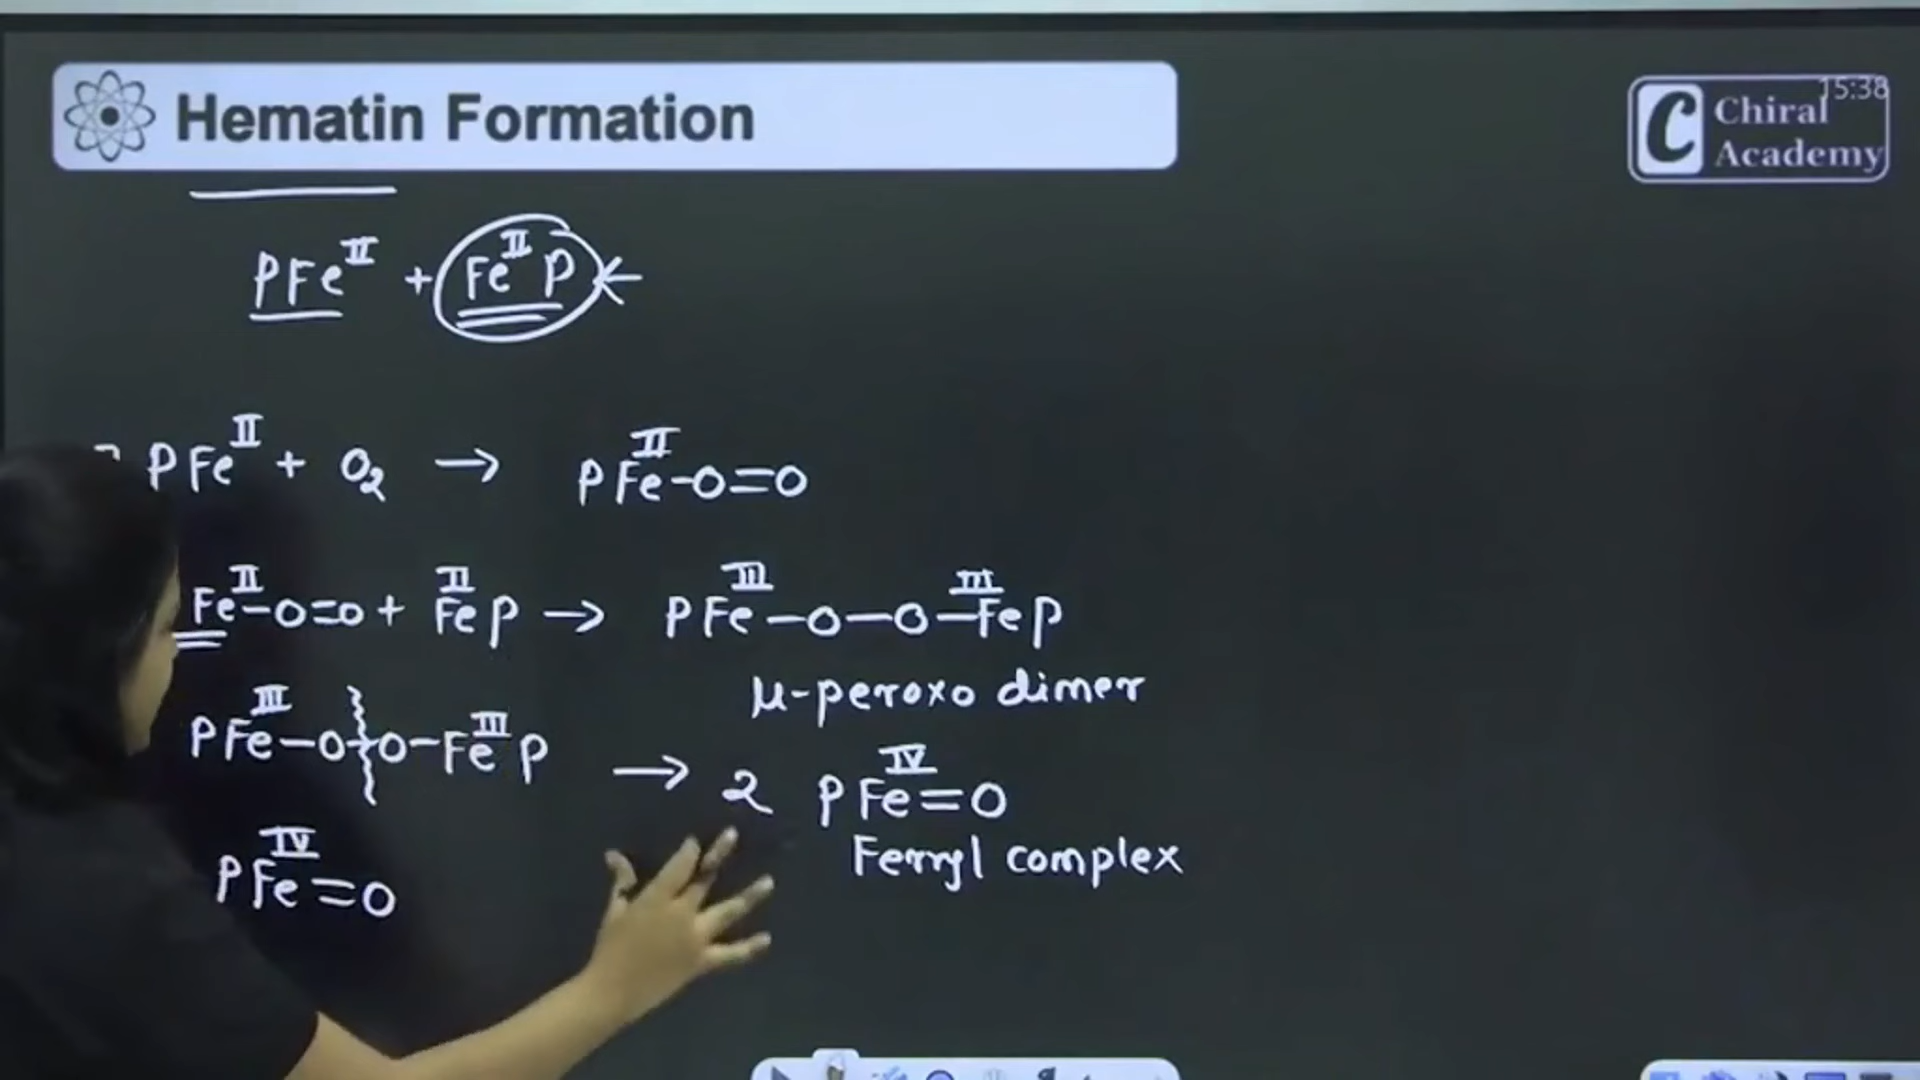 Hematin Formation
15:38
Chiral
Academy
PFe^II + Fe^II P
PFe^II + O2 → PFe^II-O=O
Fe^II-O=O + Fe^II P → PFe^III-O-O-Fe^III P
μ-peroxo dimer
PFe^III-O-O-Fe^III P → 2 PFe^IV=O
Ferryl complex
PFe^IV=O